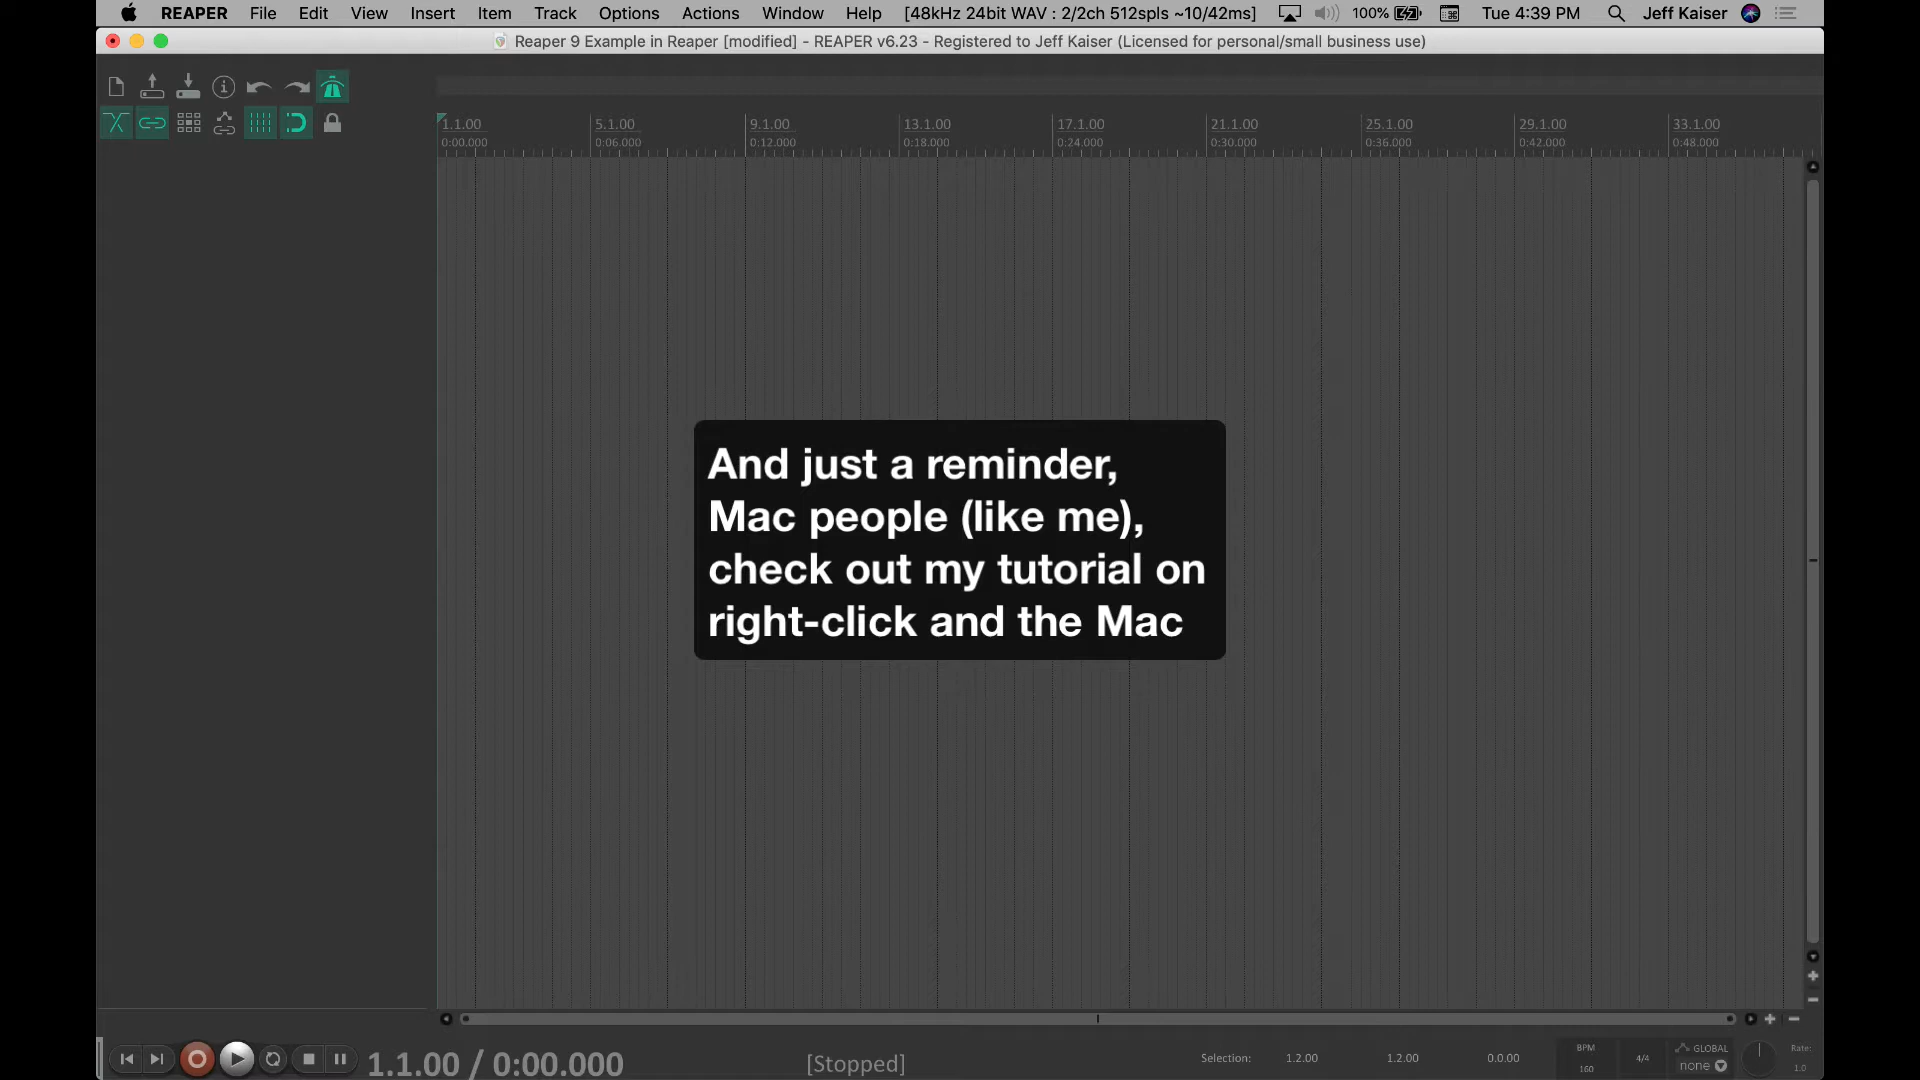 REAPER File Edit View Insert Item Track Options Actions Window Help [48kHz 24bit WAV : 2/2ch 512spls ~10/42ms] 100% Tue 4:39 PM Jeff Kaiser
Reaper 9 Example in Reaper [modified] - REAPER v6.23 - Registered to Jeff Kaiser (Licensed for personal/small business use)
1.1.00 5.1.00 9.1.00 13.1.00 17.1.00 21.1.00 25.1.00 29.1.00 33.1.00
0:00.000 0:06.000 0:12.000 0:18.000 0:24.000 0:30.000 0:36.000 0:42.000 0:48.000
And just a reminder,
Mac people (like me),
check out my tutorial on
right-click and the Mac
1.1.00 / 0:00.000 [Stopped] Selection: 1.2.00 1.2.00 0.0.00
BPM 4/4 GLOBAL Rate:
160 none 1.0